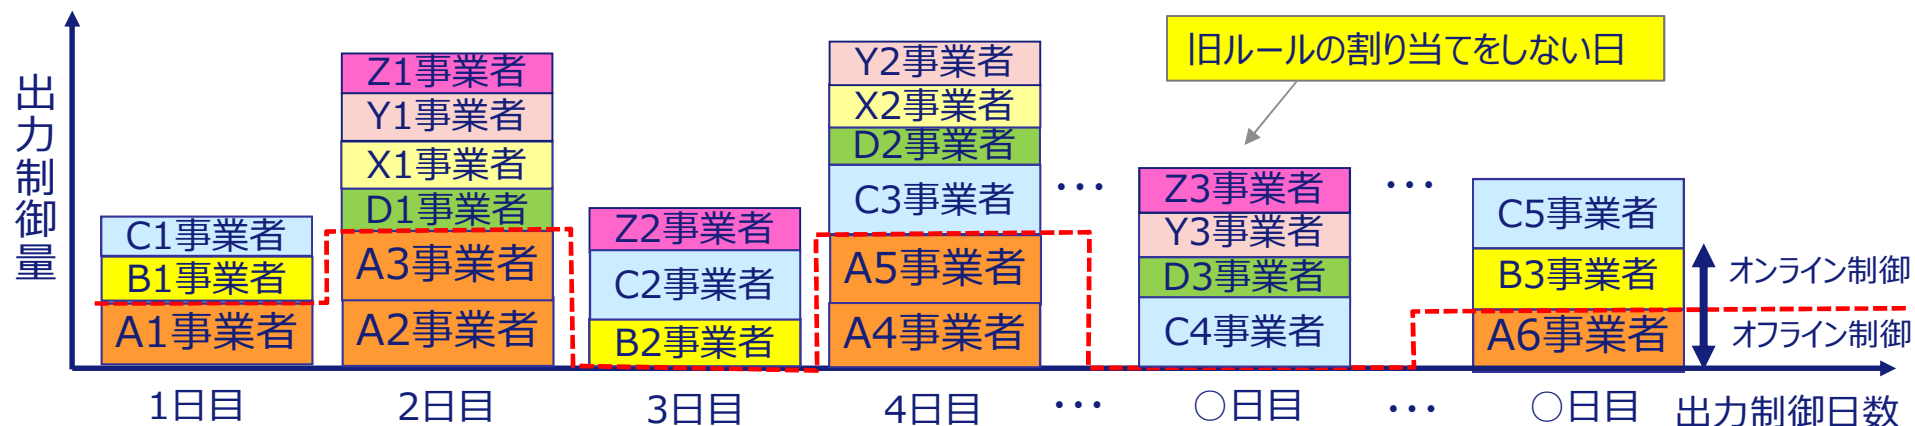 出力制御量
旧ルールの割り当てをしない日
C1事業者
B1事業者
A1事業者
Z1事業者
Y1事業者
X1事業者
D1事業者
A3事業者
A2事業者
Z2事業者
C2事業者
B2事業者
Y2事業者
X2事業者
D2事業者
C3事業者
A5事業者
A4事業者
…
Z3事業者
Y3事業者
D3事業者
C4事業者
…
C5事業者
B3事業者
A6事業者
オンライン制御
オフライン制御
1日目
2日目
3日目
4日目
…
○日目
…
○日目
出力制御日数